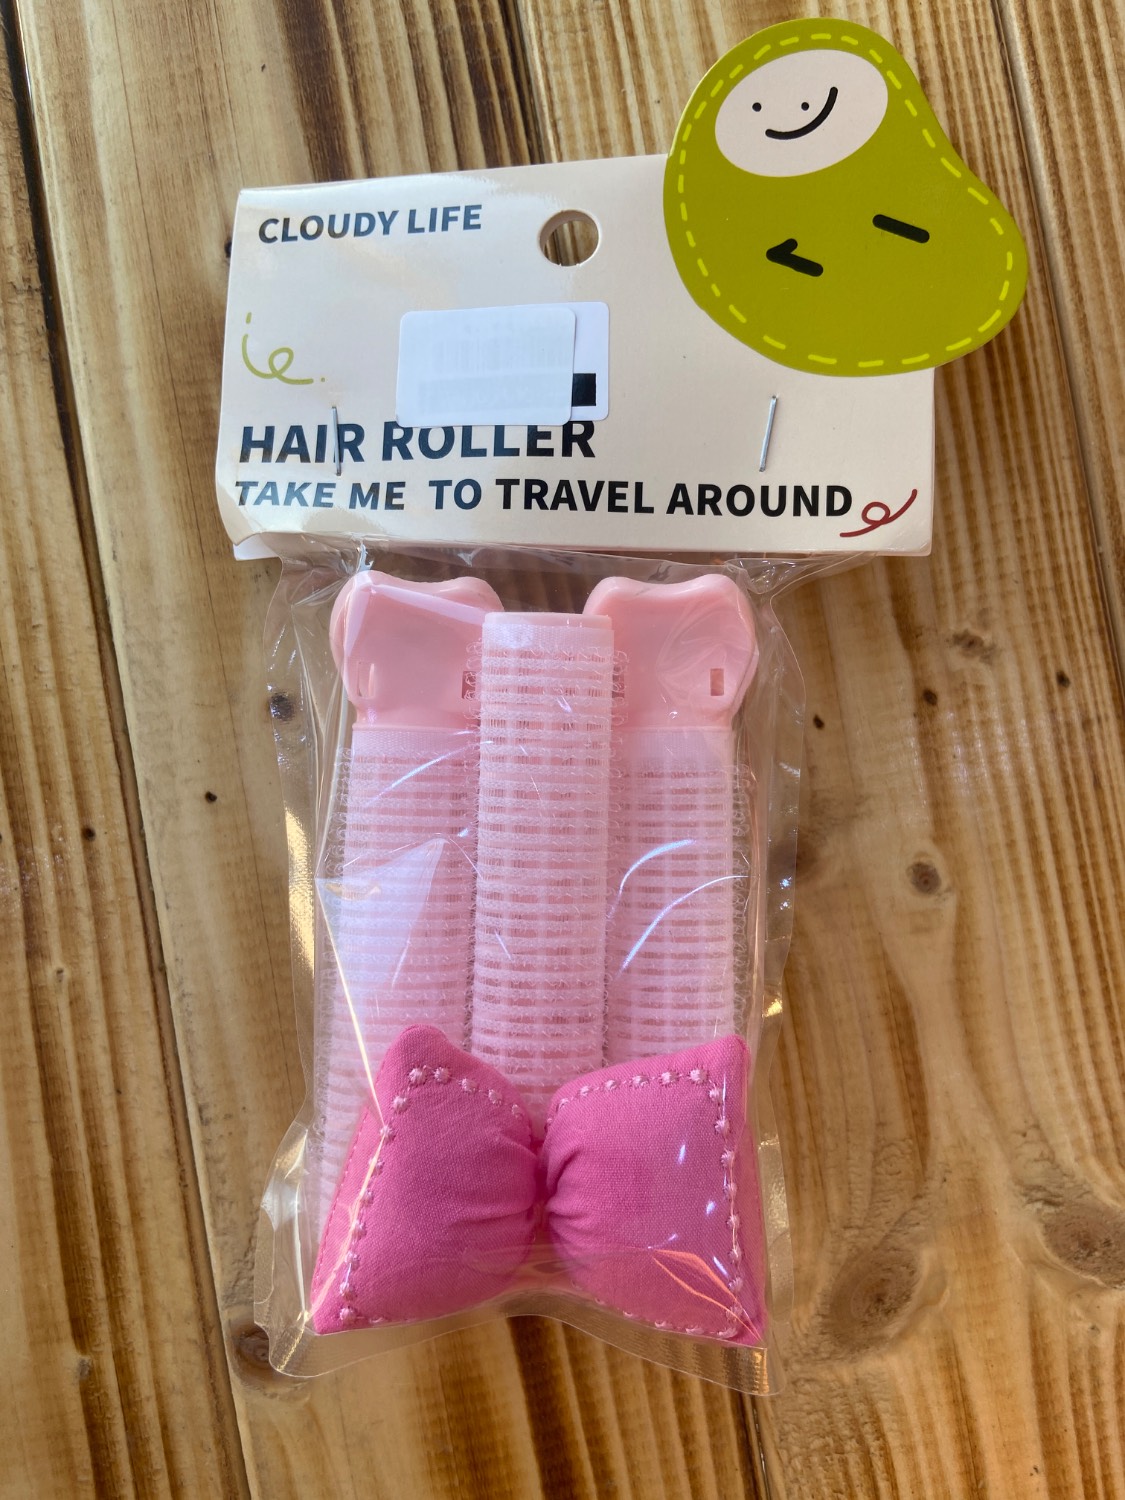 CLOUDY LIFE
HAIR ROLLER
TAKE ME TO TRAVEL AROUND